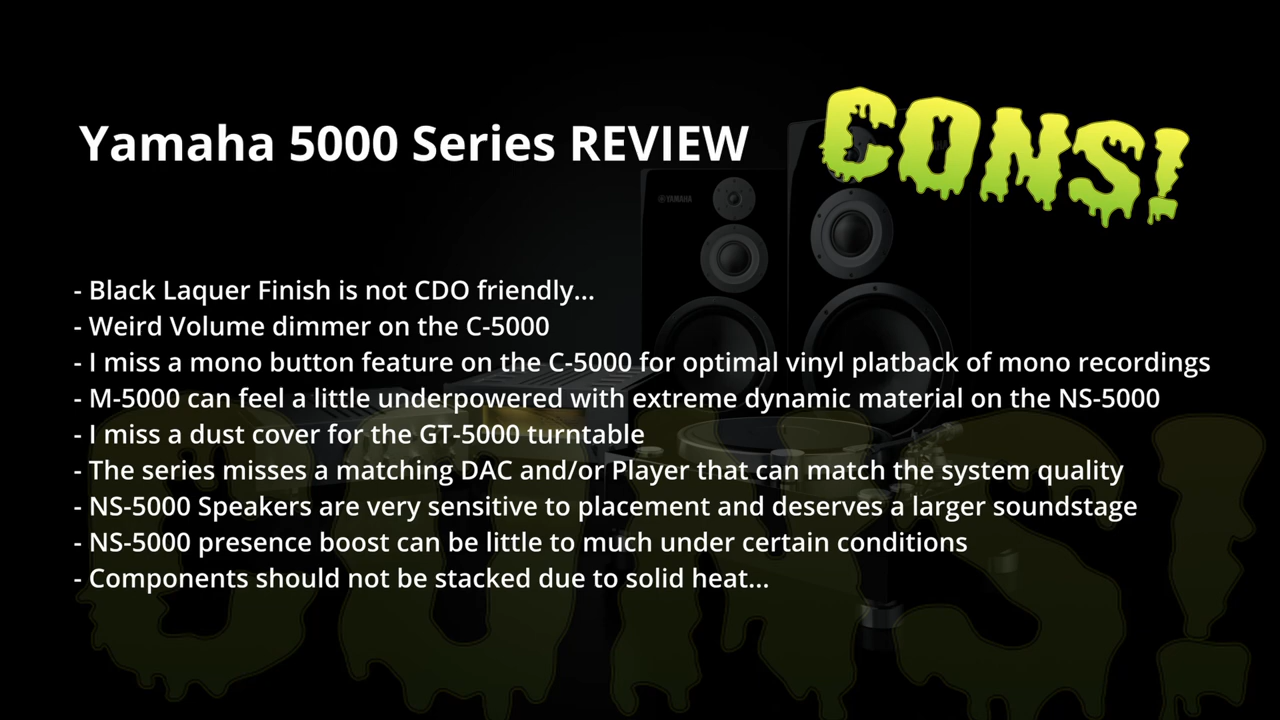 Yamaha 5000 Series REVIEW
CONS!
YAMAHA
- Black Laquer Finish is not CDO friendly...
- Weird Volume dimmer on the C-5000
- I miss a mono button feature on the C-5000 for optimal vinyl platback of mono recordings
- M-5000 can feel a little underpowered with extreme dynamic material on the NS-5000
- I miss a dust cover for the GT-5000 turntable
- The series misses a matching DAC and/or Player that can match the system quality
- NS-5000 Speakers are very sensitive to placement and deserves a larger soundstage
- NS-5000 presence boost can be little to much under certain conditions
- Components should not be stacked due to solid heat...
CONS!